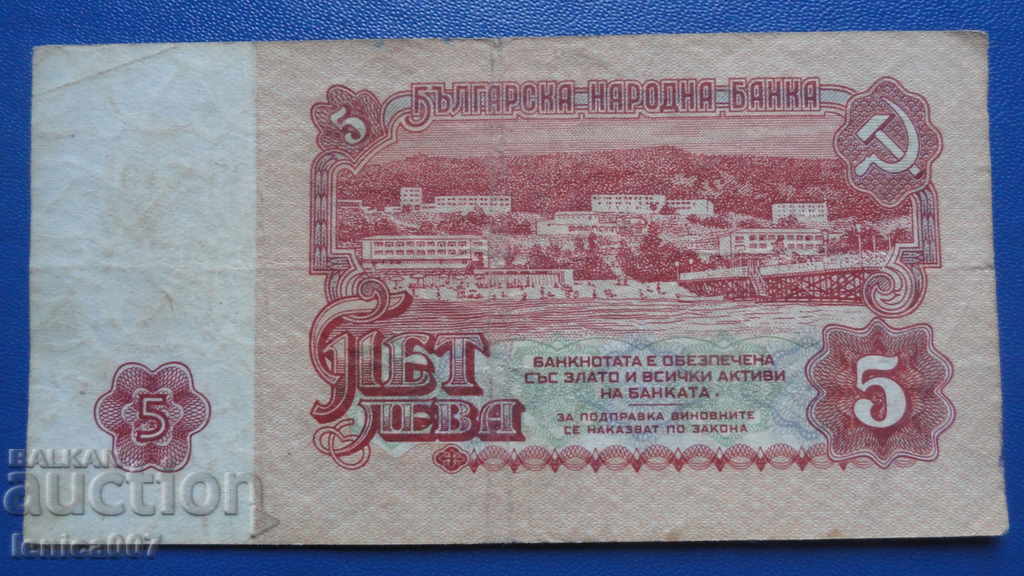 5 БЪЛГАРСКА НАРОДНА БАНКА
ПЕТ
ЛЕВА
БАНКНОТАТА Е ОБЕЗПЕЧЕНА
СЪС ЗЛАТО И ВСИЧКИ АКТИВИ
НА БАНКАТА.
ЗА ПОДПРАВКА ВИНОВНИТЕ
СЕ НАКАЗВАТ ПО ЗАКОНА
5
5
BALKAN
auction
lenica007